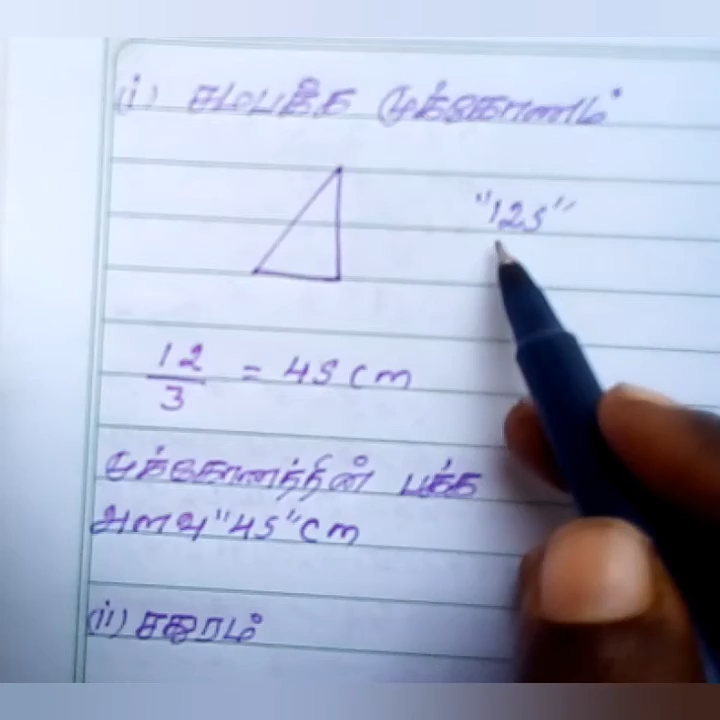 (i) சமபக்க முக்கோணம்
"12s"
12/3 = 4s cm
முக்கோணத்தின் பக்க
அளவு "4s" cm
(ii) சதுரம்